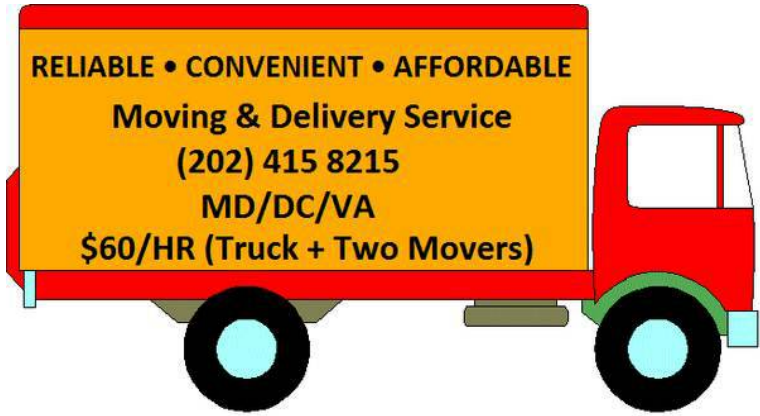 RELIABLE • CONVENIENT • AFFORDABLE
Moving & Delivery Service
(202) 415 8215
MD/DC/VA
$60/HR (Truck + Two Movers)